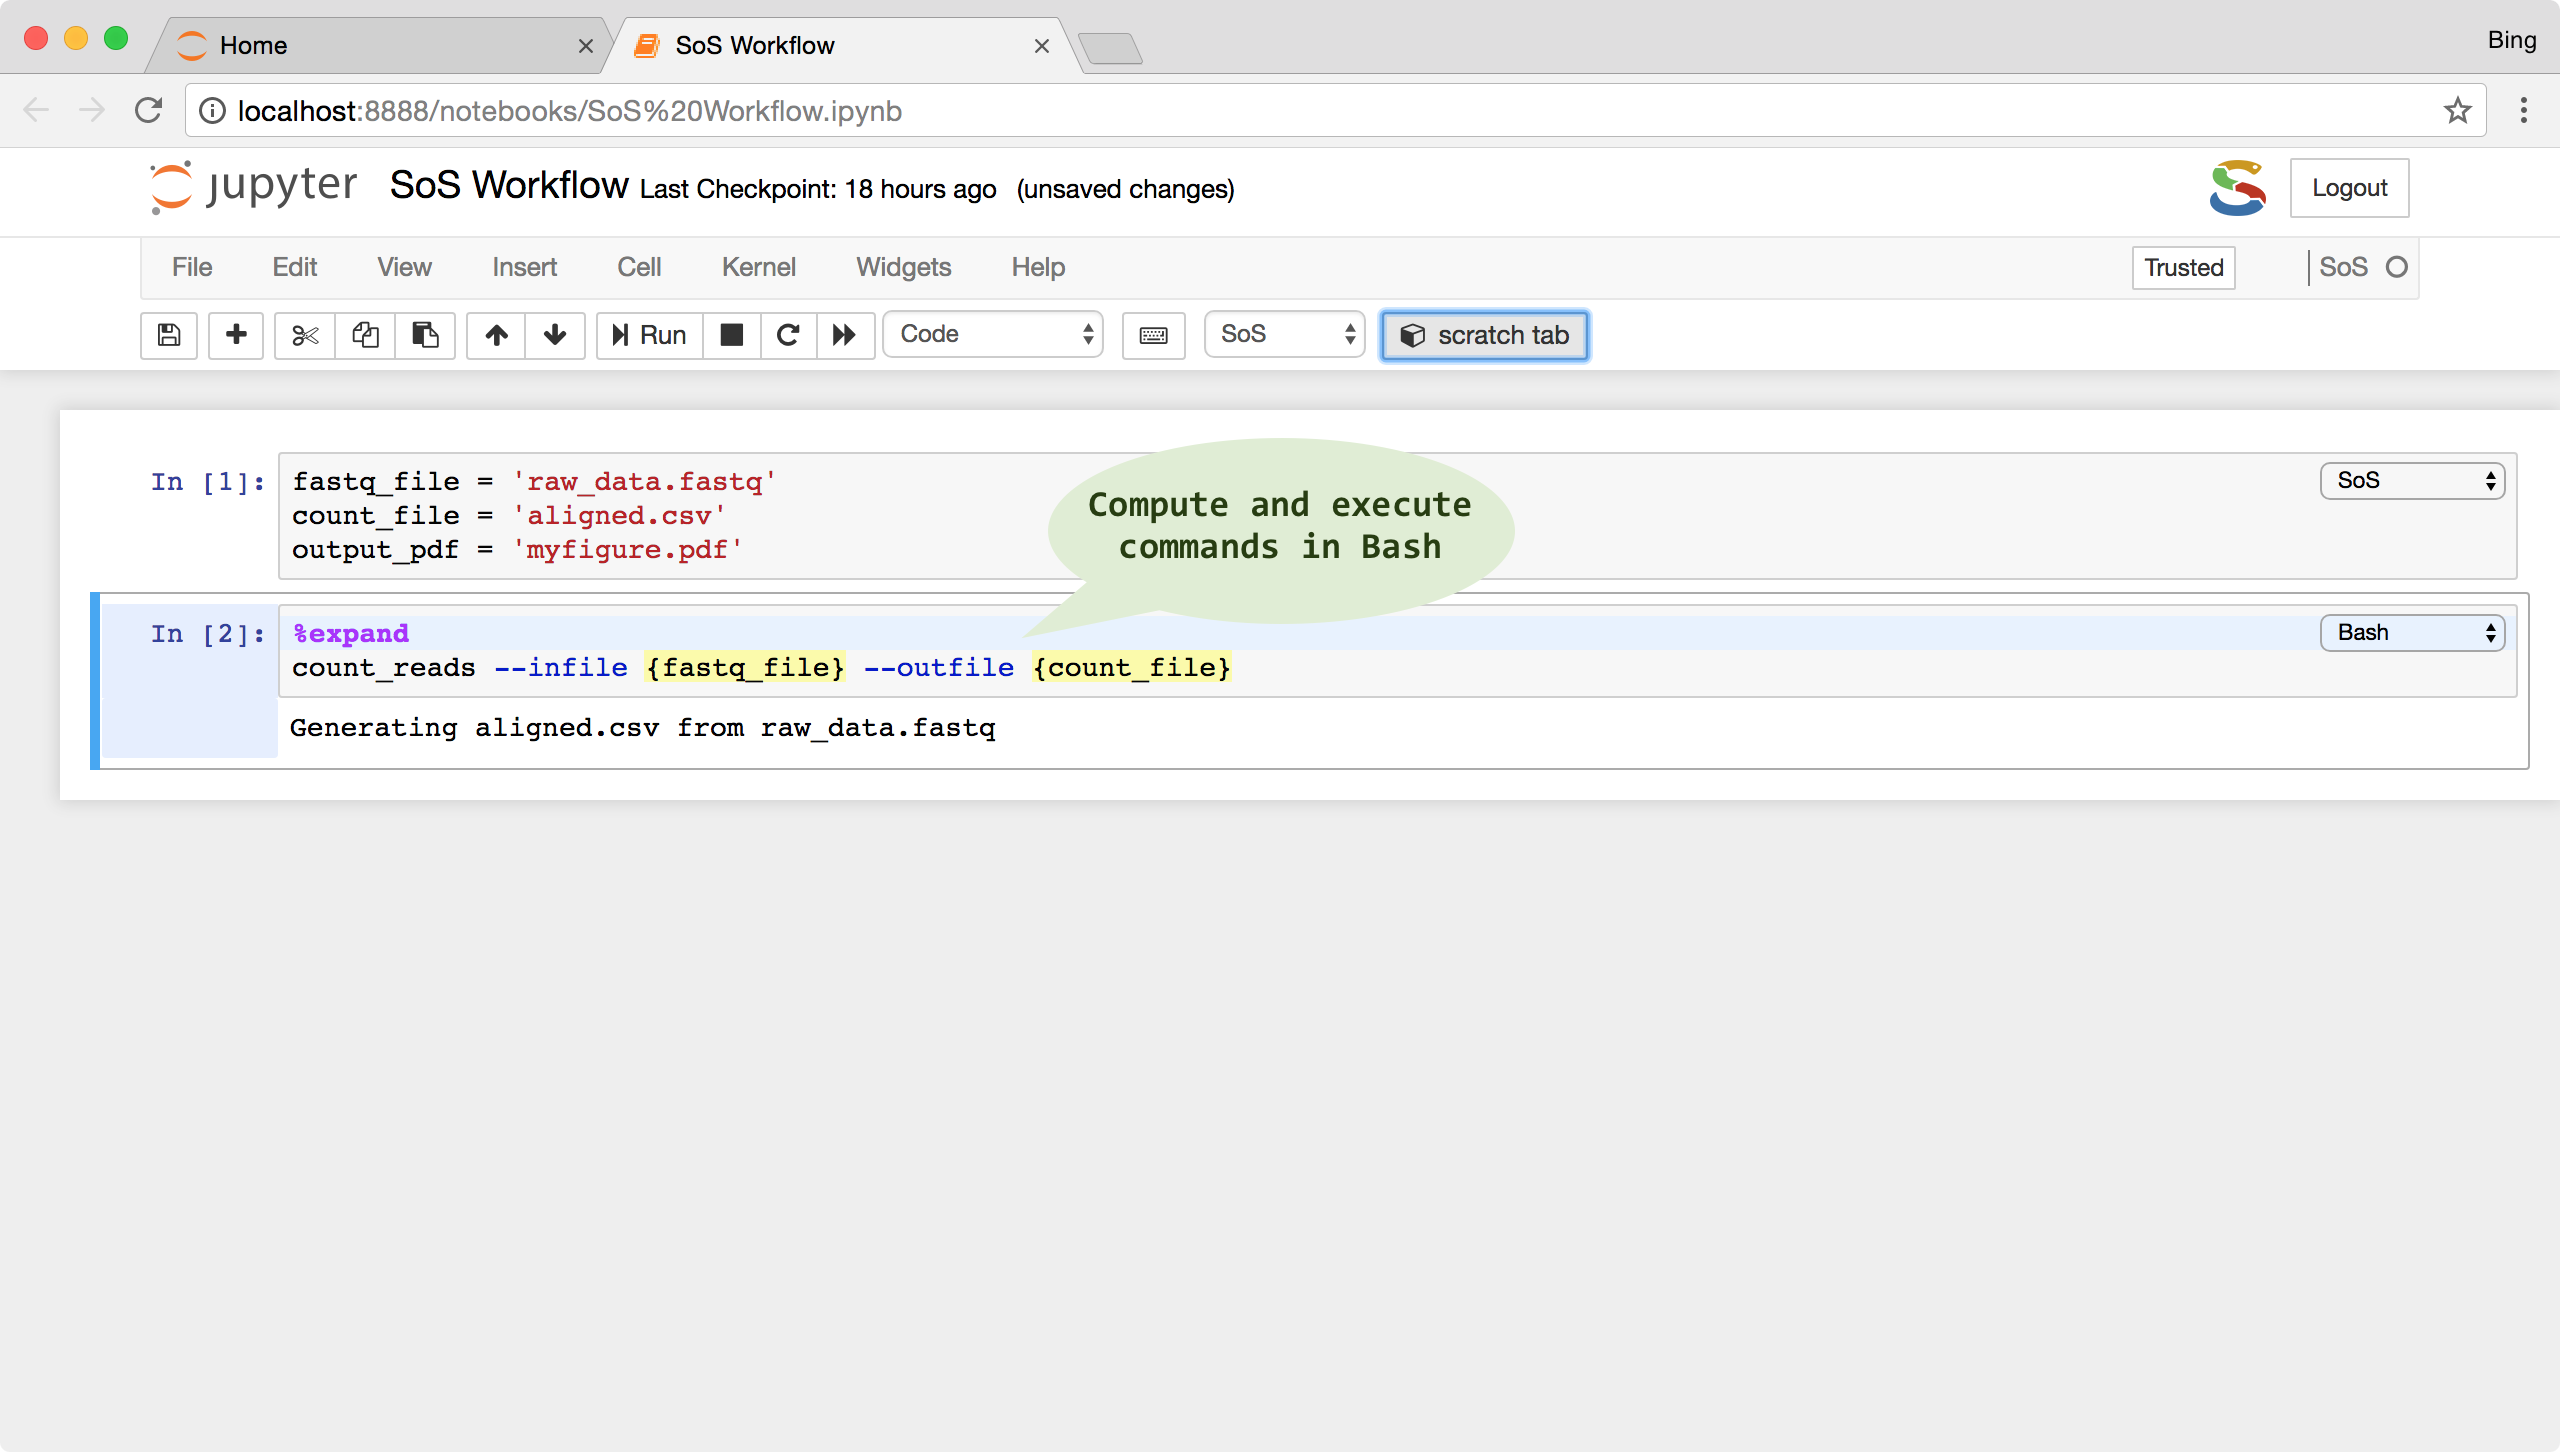 Home
SoS Workflow
Bing
localhost:8888/notebooks/SoS%20Workflow.ipynb
jupyter SoS Workflow Last Checkpoint: 18 hours ago (unsaved changes)
Logout
File Edit View Insert Cell Kernel Widgets Help
Trusted
SoS
Run
Code
SoS
scratch tab
In [1]:
fastq_file = 'raw_data.fastq'
count_file = 'aligned.csv'
output_pdf = 'myfigure.pdf'
SoS
Compute and execute
commands in Bash
In [2]:
%expand
Bash
count_reads --infile {fastq_file} --outfile {count_file}
Generating aligned.csv from raw_data.fastq